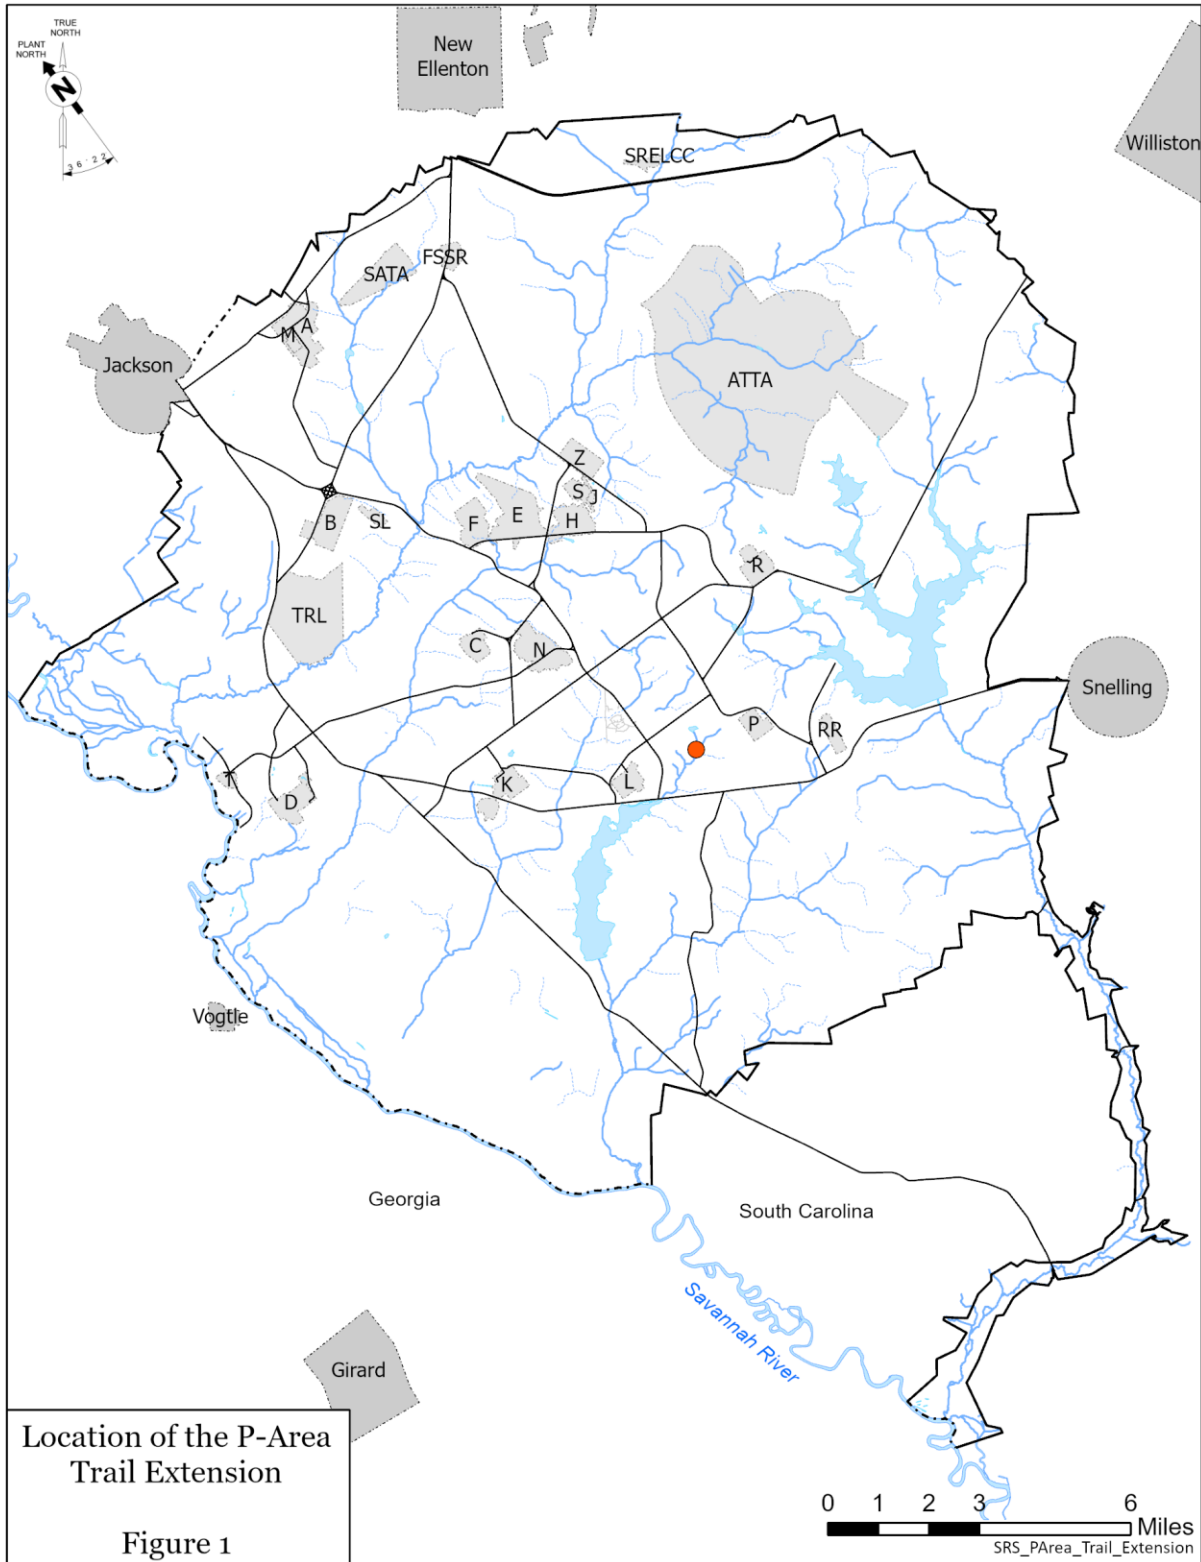 TRUE
NORTH
PLANT
NORTH
N
36·22
New
Ellenton
Williston
SRELCC
FSSR
SATA
A
M
Jackson
ATTA
Z
S
J
B
SL
F
E
H
R
TRL
C
N
Snelling
P
RR
T
D
K
L
Vogtle
Georgia
South Carolina
Savannah River
Girard
Location of the P-Area
Trail Extension
Figure 1
0 1 2 3 6
Miles
SRS_PArea_Trail_Extension